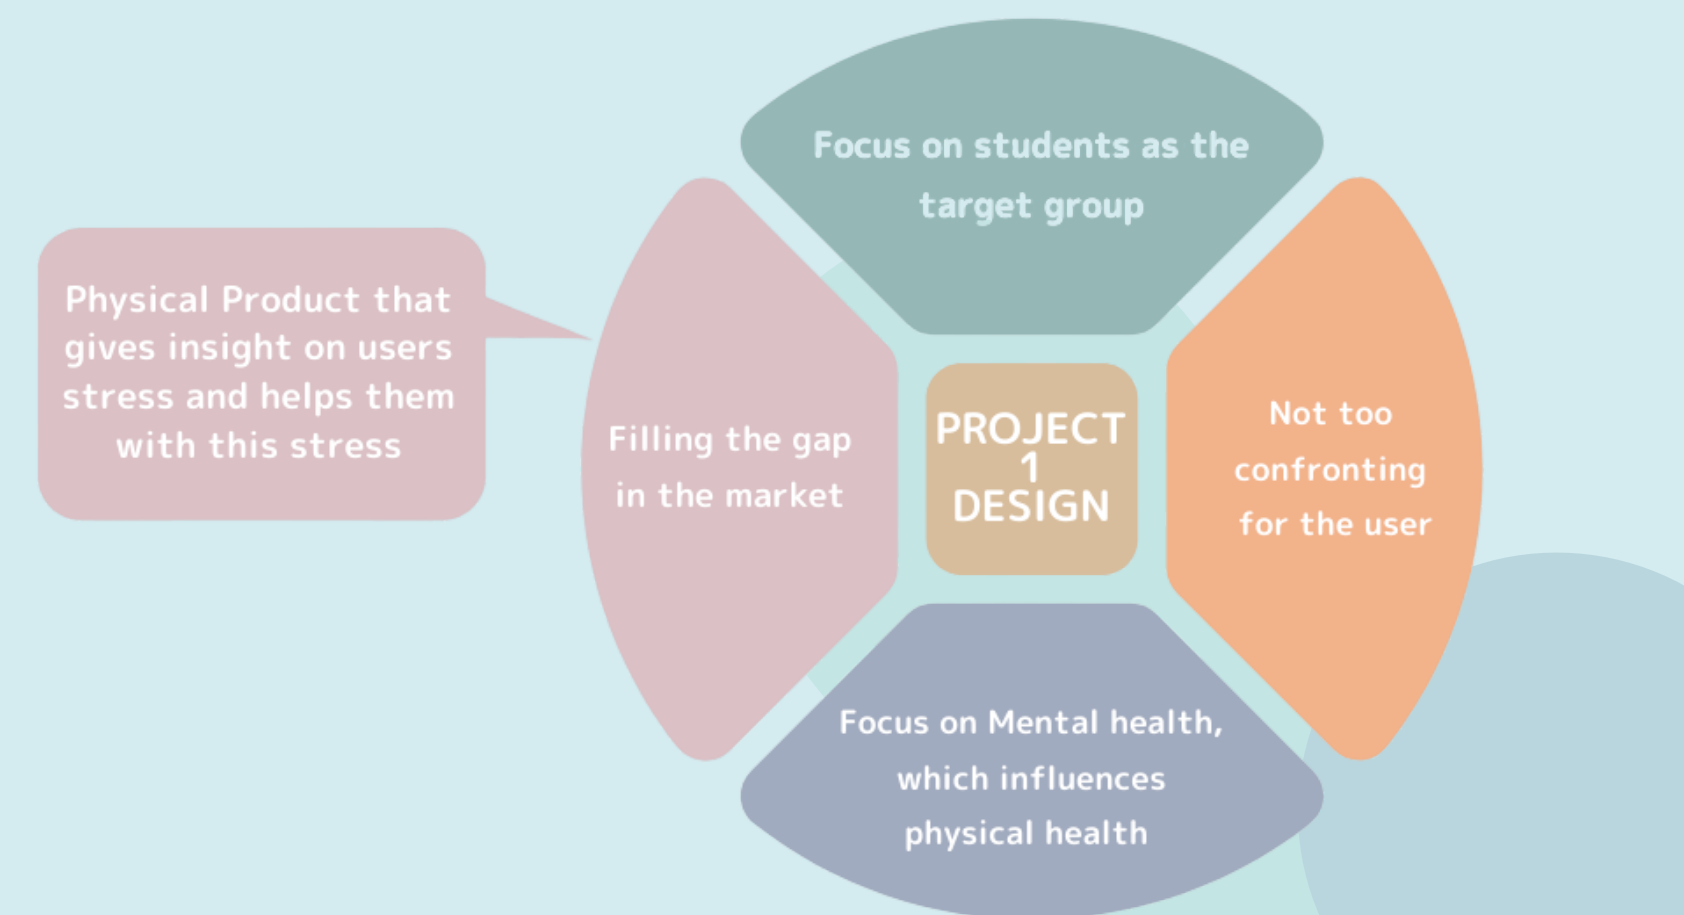 Focus on students as the
target group
Physical Product that
gives insight on users
stress and helps them
with this stress
Filling the gap
in the market
PROJECT
1
DESIGN
Not too
confronting
for the user
Focus on Mental health,
which influences
physical health